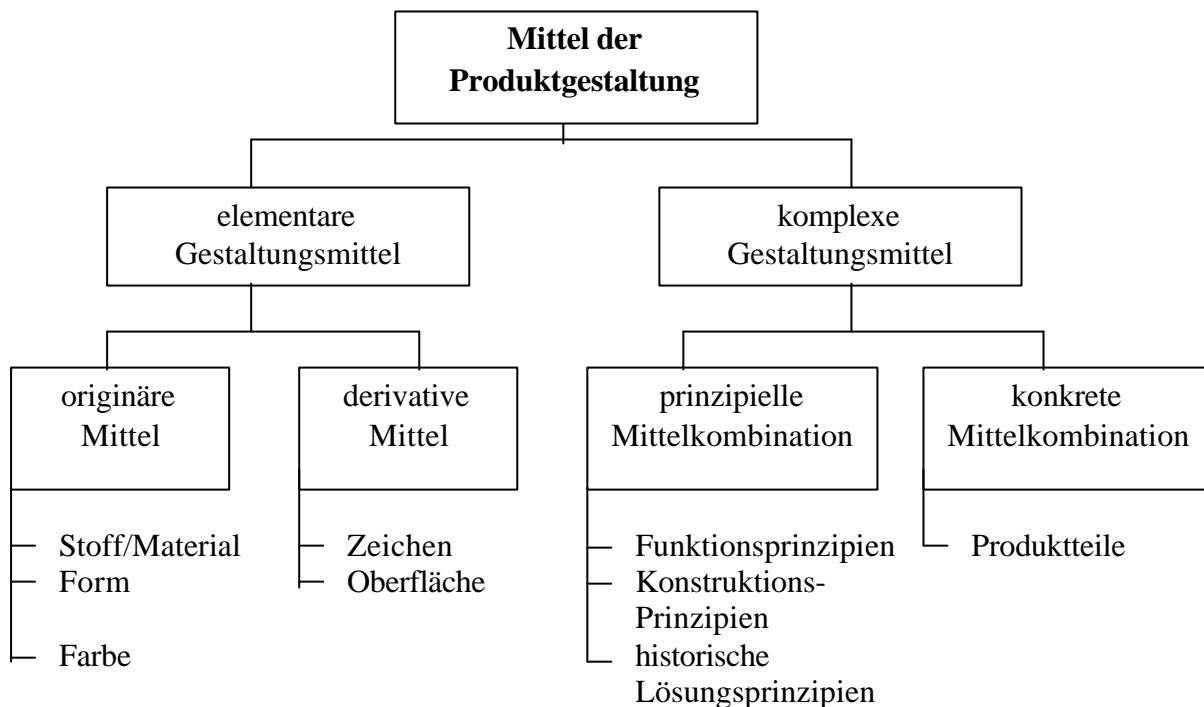 Mittel der
Produktgestaltung
elementare
Gestaltungsmittel
komplexe
Gestaltungsmittel
originäre
Mittel
derivative
Mittel
prinzipielle
Mittelkombination
konkrete
Mittelkombination
Stoff/Material
Form
Farbe
Zeichen
Oberfläche
Funktionsprinzipien
Konstruktions-
Prinzipien
historische
Lösungsprinzipien
Produktteile